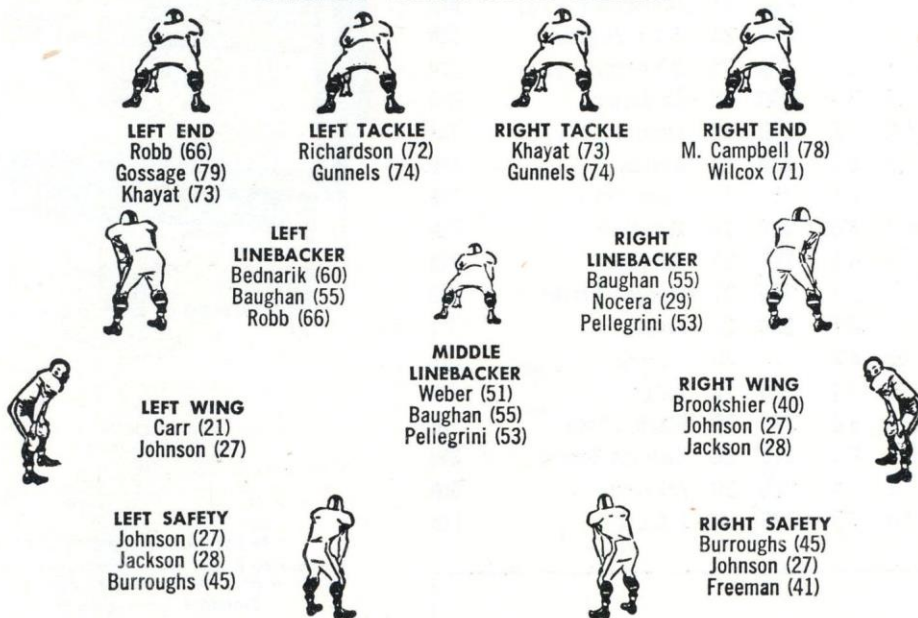 LEFT END
Robb (66)
Gossage (79)
Khayat (73)
LEFT TACKLE
Richardson (72)
Gunnels (74)
RIGHT TACKLE
Khayat (73)
Gunnels (74)
RIGHT END
M. Campbell (78)
Wilcox (71)
LEFT
LINEBACKER
Bednarik (60)
Baughan (55)
Robb (66)
MIDDLE
LINEBACKER
Weber (51)
Baughan (55)
Pellegrini (53)
RIGHT
LINEBACKER
Baughan (55)
Nocera (29)
Pellegrini (53)
LEFT WING
Carr (21)
Johnson (27)
RIGHT WING
Brookshier (40)
Johnson (27)
Jackson (28)
LEFT SAFETY
Johnson (27)
Jackson (28)
Burroughs (45)
RIGHT SAFETY
Burroughs (45)
Johnson (27)
Freeman (41)